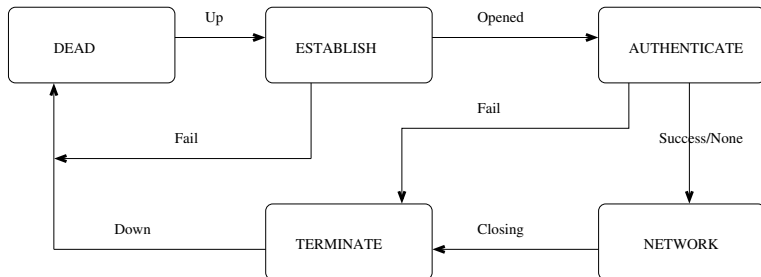 Up
Opened
DEAD
ESTABLISH
AUTHENTICATE
Fail
Fail
Success/None
Down
Closing
TERMINATE
NETWORK